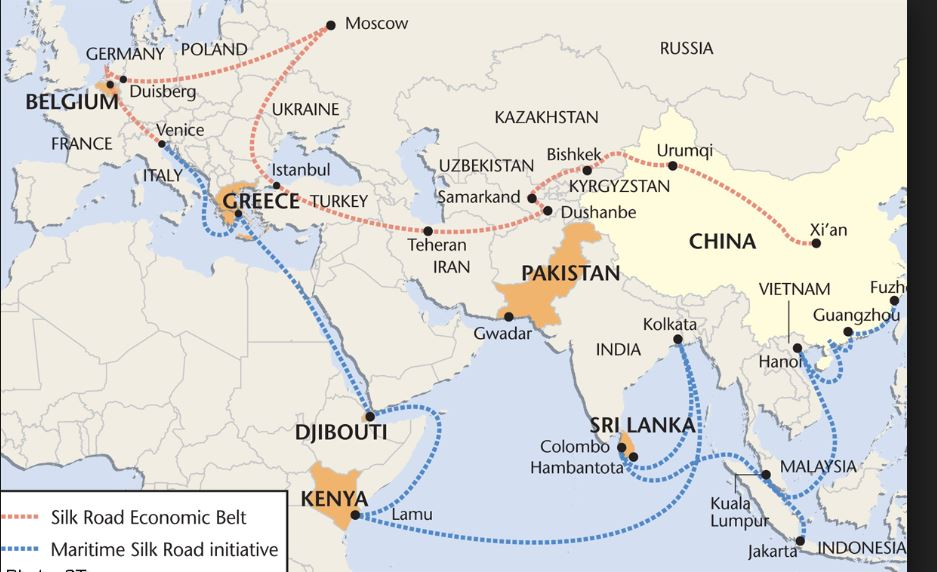 Moscow
RUSSIA
GERMANY
POLAND
BELGIUM
Duisberg
UKRAINE
KAZAKHSTAN
FRANCE
Venice
ITALY
Istanbul
UZBEKISTAN
Bishkek
Urumqi
KYRGYZSTAN
Samarkand
GREECE
TURKEY
Dushanbe
Xi'an
CHINA
Teheran
IRAN
PAKISTAN
VIETNAM
Guangzhou
Gwadar
Kolkata
INDIA
Hanoi
SRI LANKA
Colombo
Hambantota
DJIBOUTI
MALAYSIA
Kuala
Lumpur
KENYA
Lamu
Jakarta
INDONESIA
Silk Road Economic Belt
Maritime Silk Road initiative